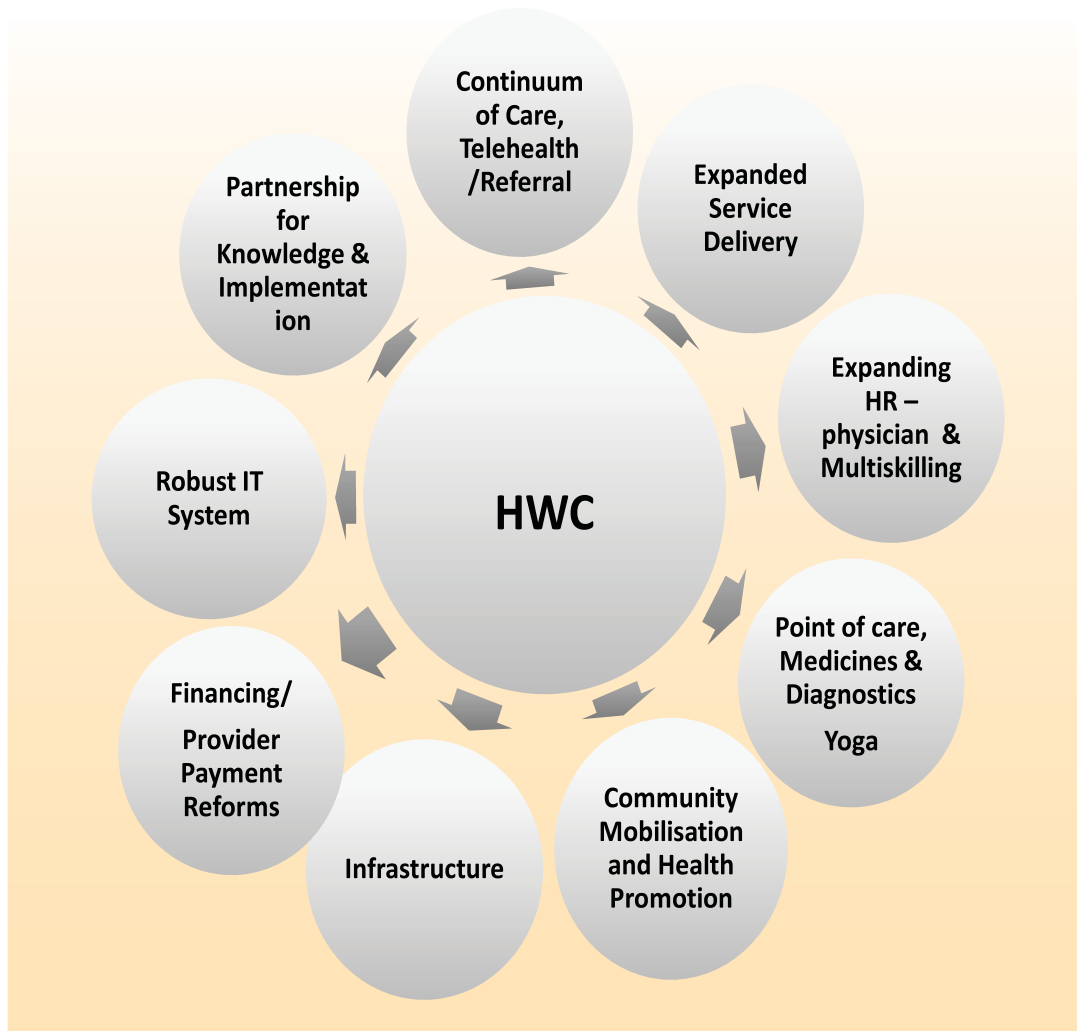 Continuum
of Care,
Telehealth
/Referral
Expanded
Service
Delivery
Expanding
HR –
physician &
Multiskilling
Point of care,
Medicines &
Diagnostics
Yoga
Community
Mobilisation
and Health
Promotion
Infrastructure
Financing/
Provider
Payment
Reforms
Robust IT
System
Partnership
for
Knowledge &
Implementat
ion
HWC